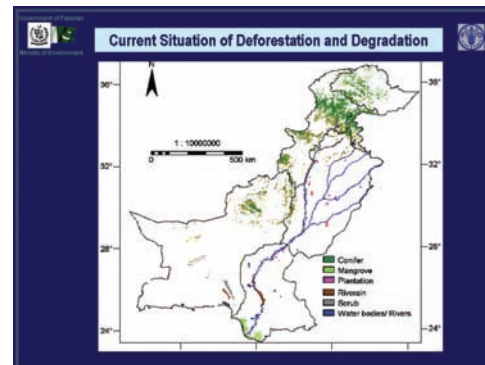 Government of Pakistan
Ministry of Environment
Current Situation of Deforestation and Degradation
N
36°
36°
1 : 10000000
0
500 km
32°
32°
28°
28°
Conifer
Mangrove
Plantation
Riverain
Scrub
Water bodies/ Rivers
24°
24°